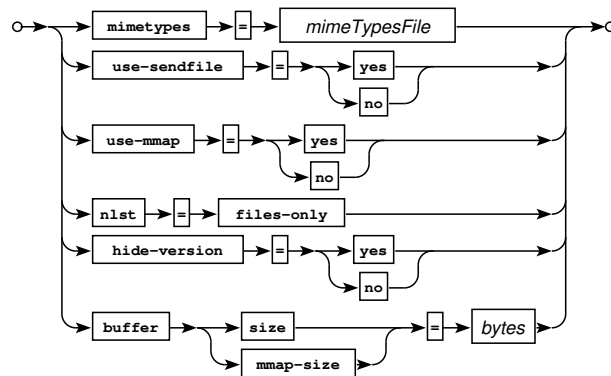 mimetypes = mimeTypesFile
use-sendfile = yes
no
use-mmap = yes
no
nlst = files-only
hide-version = yes
no
buffer size = bytes
mmap-size